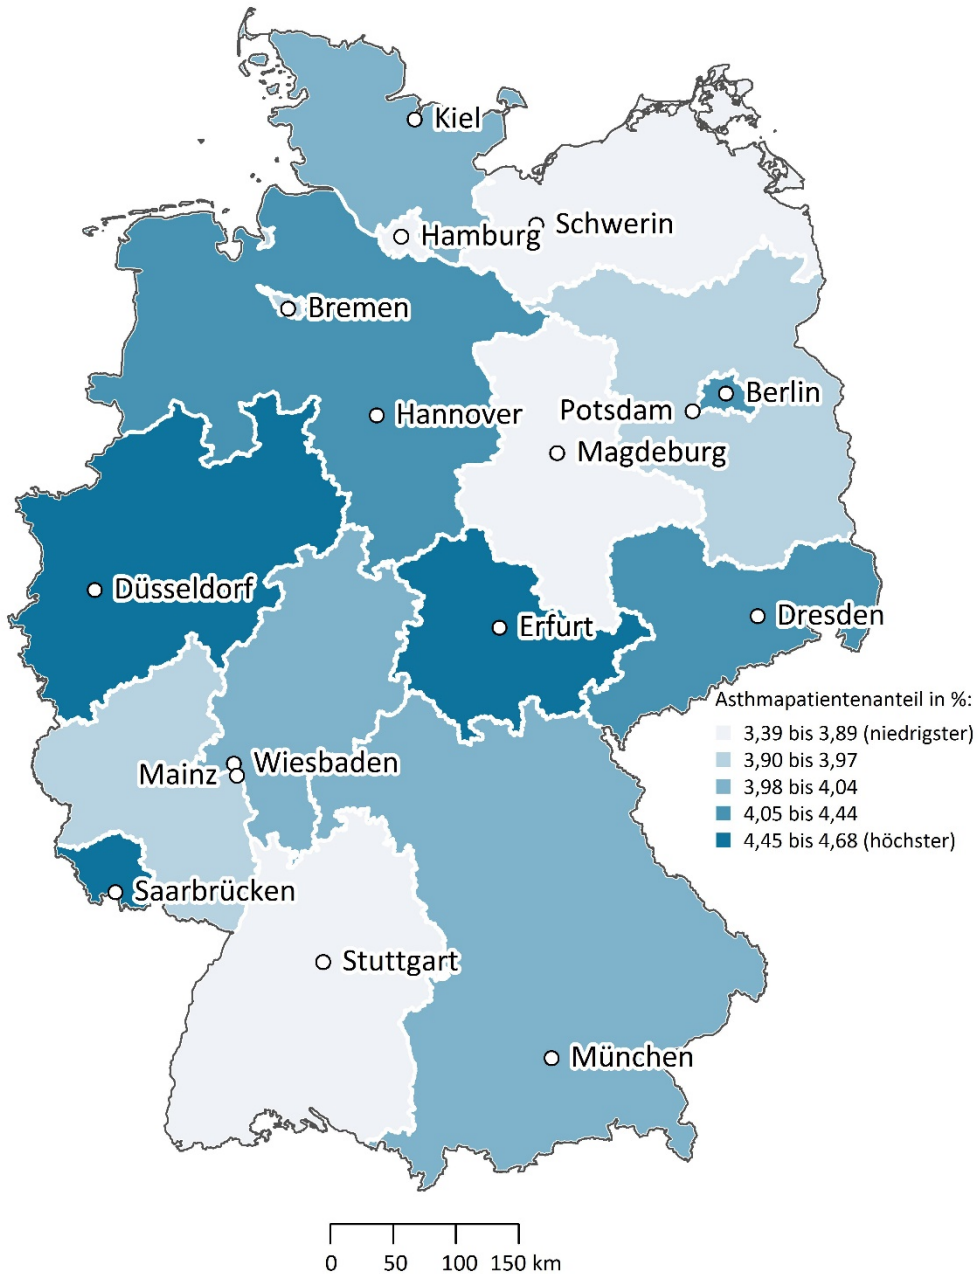 Kiel
Schwerin
Hamburg
Bremen
Berlin
Hannover
Potsdam
Magdeburg
Düsseldorf
Erfurt
Dresden
Asthmapatientenanteil in %:
3,39 bis 3,89 (niedrigster)
3,90 bis 3,97
3,98 bis 4,04
4,05 bis 4,44
4,45 bis 4,68 (höchster)
Wiesbaden
Mainz
Saarbrücken
Stuttgart
München
0 50 100 150 km